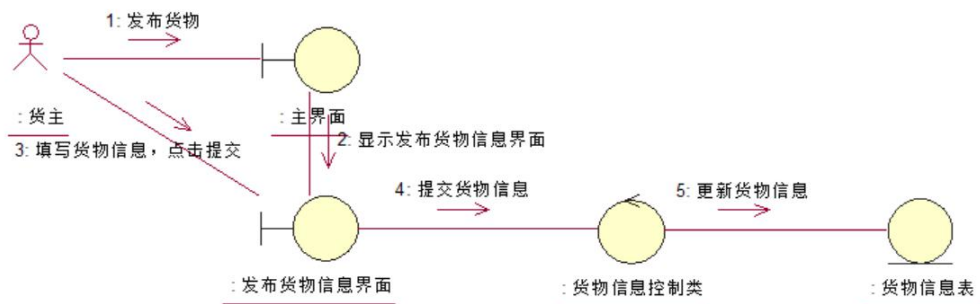 1: 发布货物
: 货主
: 主界面
3: 填写货物信息，点击提交
2: 显示发布货物信息界面
4: 提交货物信息
5: 更新货物信息
: 发布货物信息界面
: 货物信息控制类
: 货物信息表